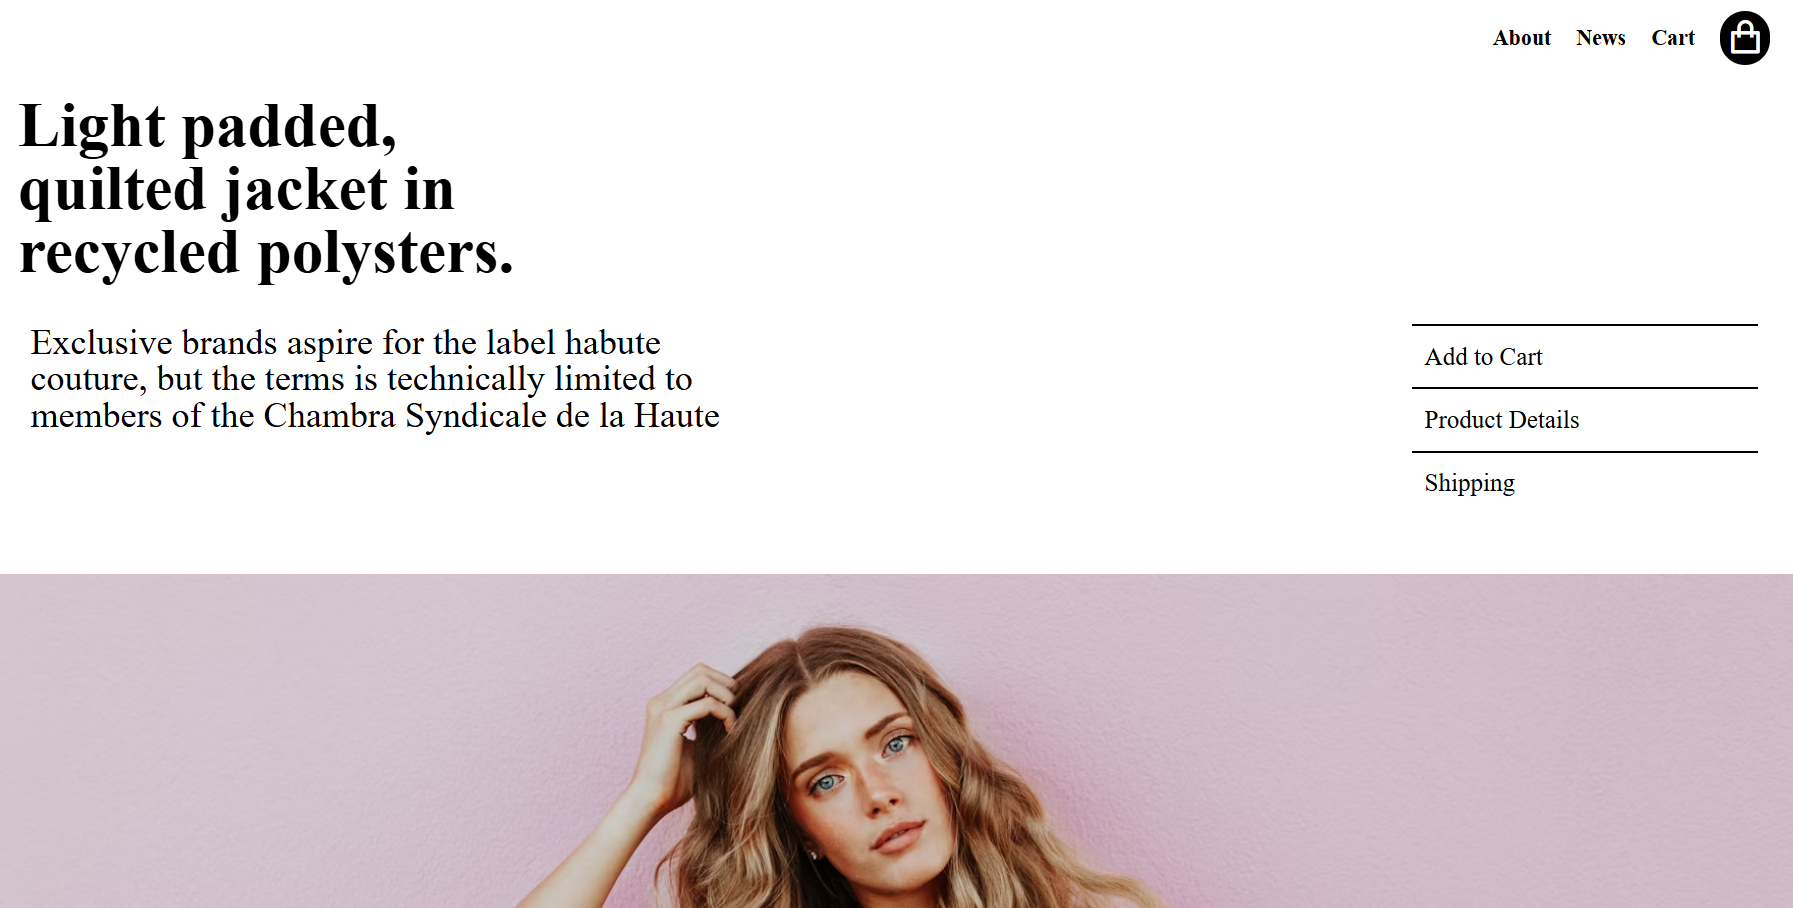 About News Cart
Light padded,
quilted jacket in
recycled polysters.
Exclusive brands aspire for the label habute
couture, but the terms is technically limited to
members of the Chambra Syndicale de la Haute
Add to Cart
Product Details
Shipping